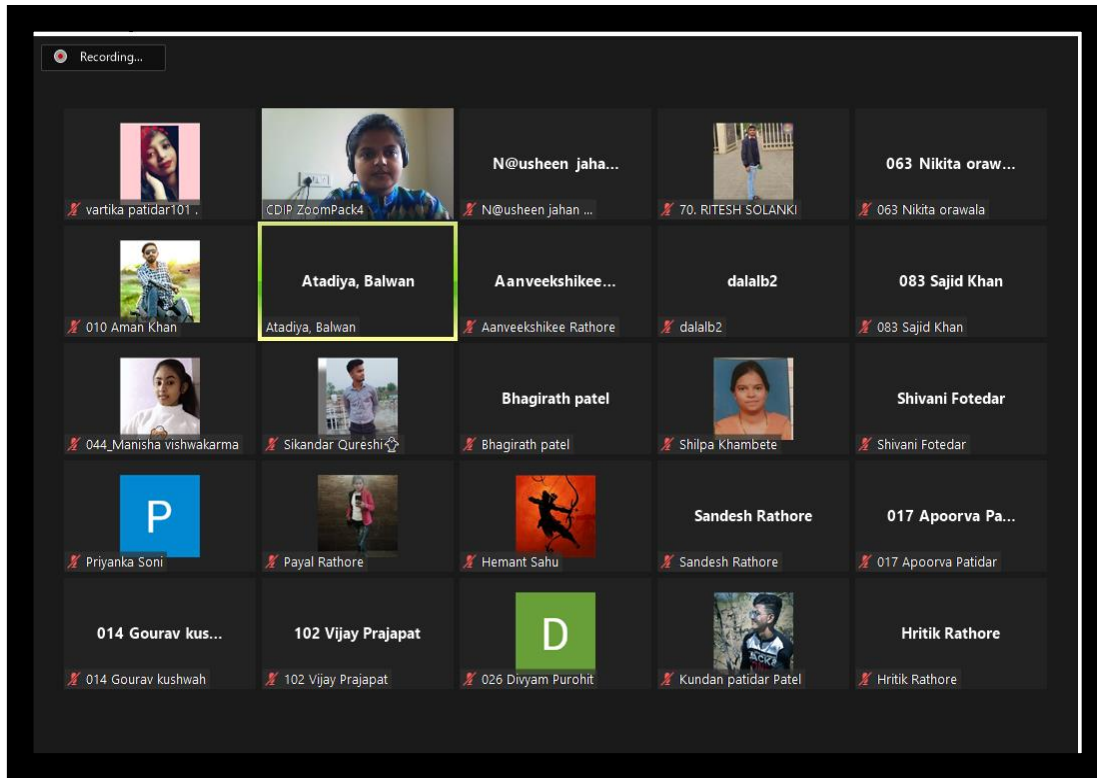 Recording...
vartika patidar101 .
CDIP ZoomPack4
N@usheen jaha...
N@usheen jahan ...
70. RITESH SOLANKI
063 Nikita oraw...
063 Nikita orawala
010 Aman Khan
Atadiya, Balwan
Atadiya, Balwan
Aanveekshikee...
Aanveekshikee Rathore
dalalb2
dalalb2
083 Sajid Khan
083 Sajid Khan
044_Manisha vishwakarma
Sikandar Qureshi
Bhagirath patel
Bhagirath patel
Shilpa Khambete
Shivani Fotedar
Shivani Fotedar
P
Priyanka Soni
Payal Rathore
Hemant Sahu
Sandesh Rathore
Sandesh Rathore
017 Apoorva Pa...
017 Apoorva Patidar
014 Gourav kus...
014 Gourav kushwah
102 Vijay Prajapat
102 Vijay Prajapat
D
026 Divyam Purohit
Kundan patidar Patel
Hritik Rathore
Hritik Rathore